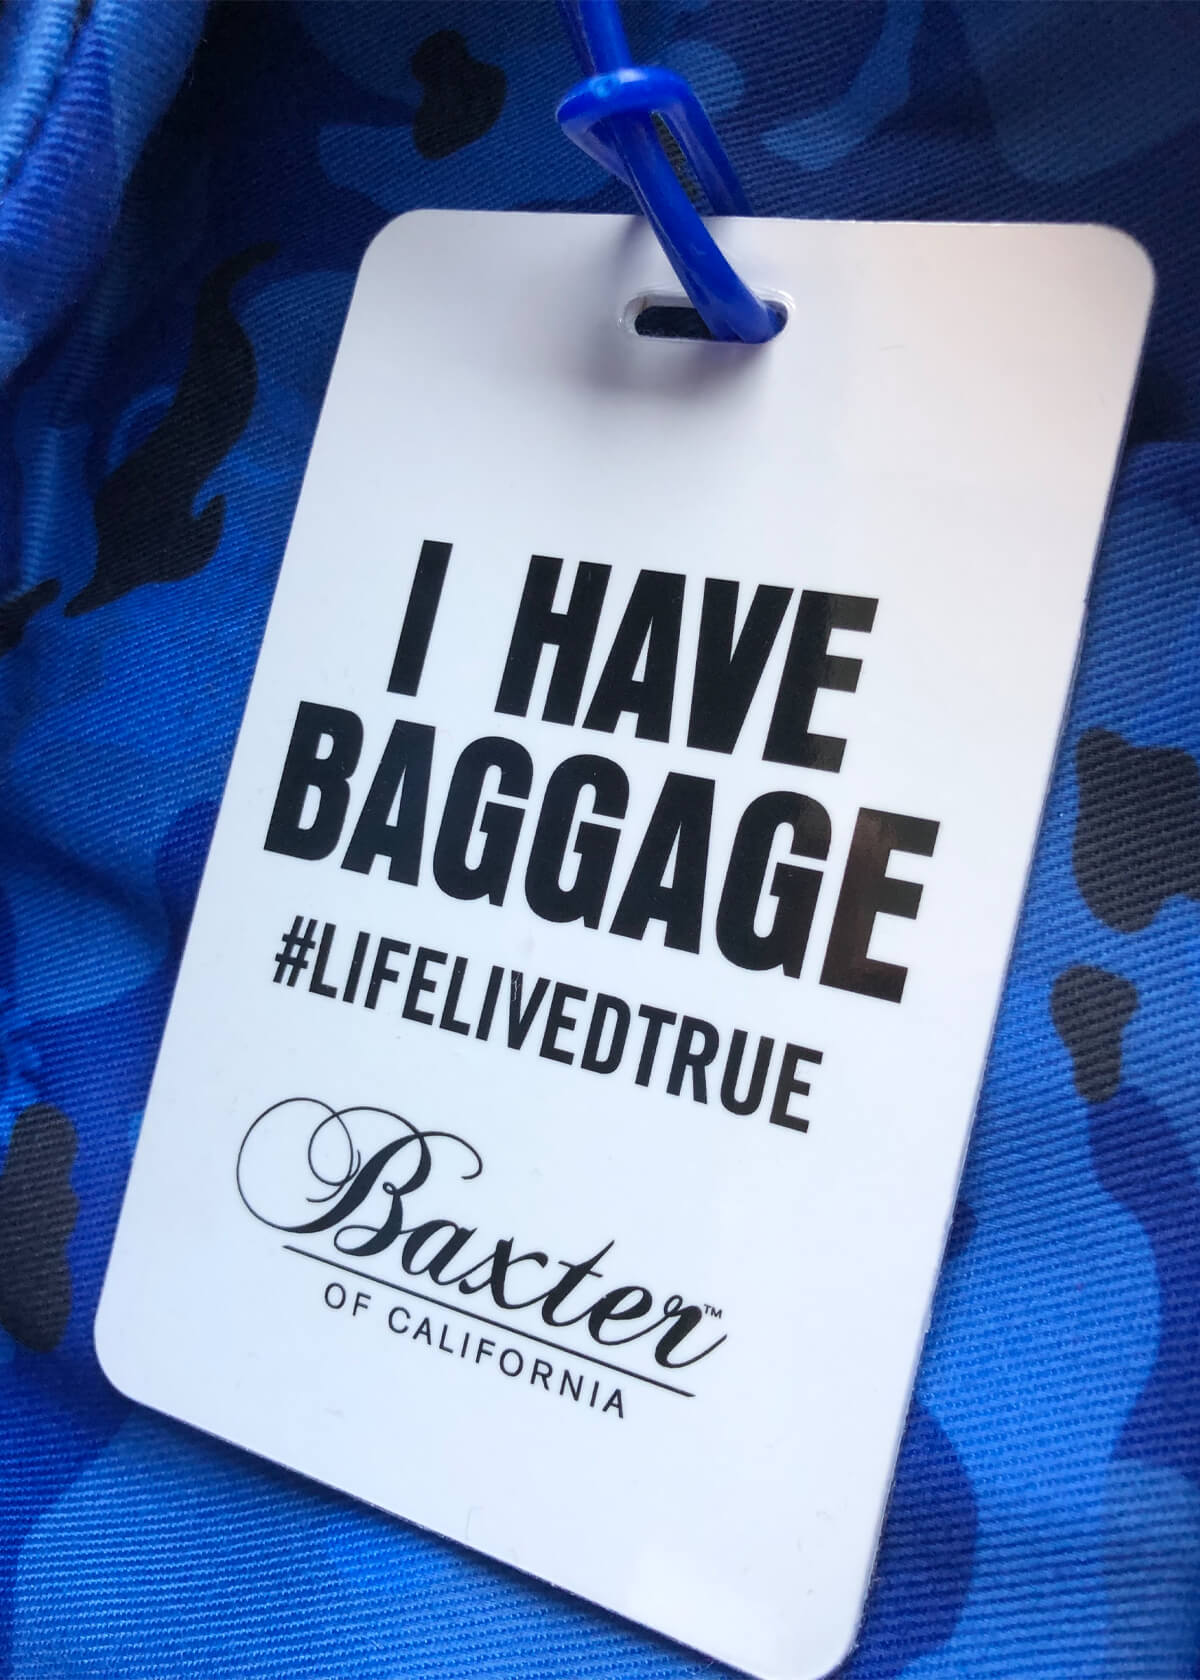 I HAVE
BAGGAGE
#LIFELIVEDTRUE
Baxter™
OF CALIFORNIA